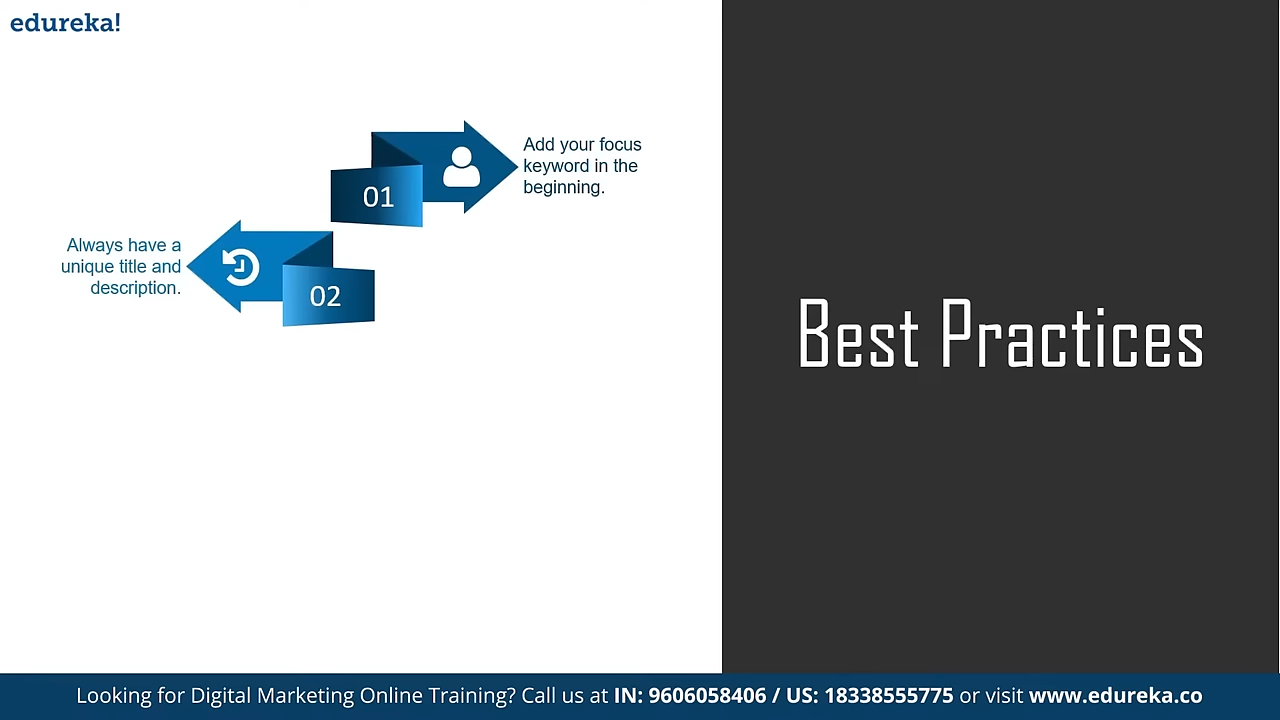 edureka!
Add your focus
keyword in the
beginning.
01
Always have a
unique title and
description.
02
Best Practices
Looking for Digital Marketing Online Training? Call us at IN: 9606058406 / US: 18338555775 or visit www.edureka.co